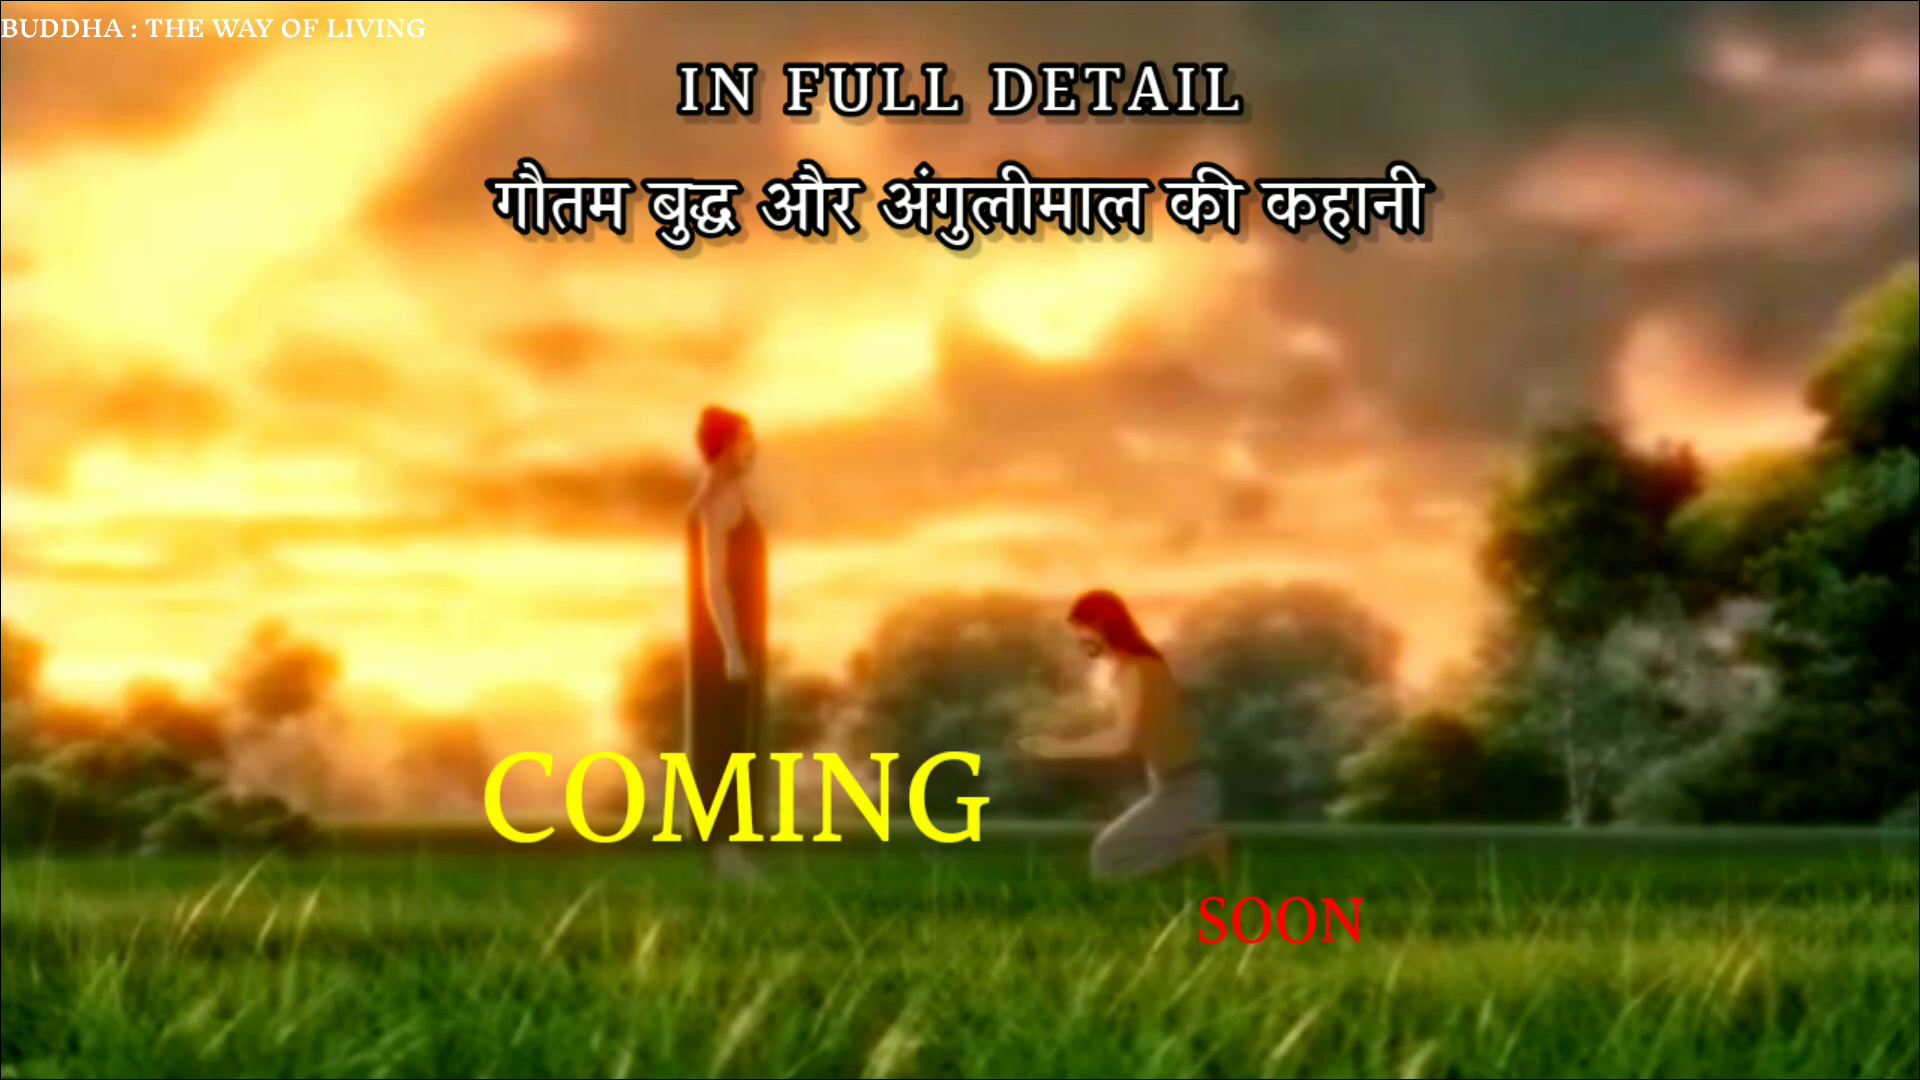 BUDDHA : THE WAY OF LIVING
IN FULL DETAIL
गौतम बुद्ध और अंगुलीमाल की कहानी
COMING
SOON